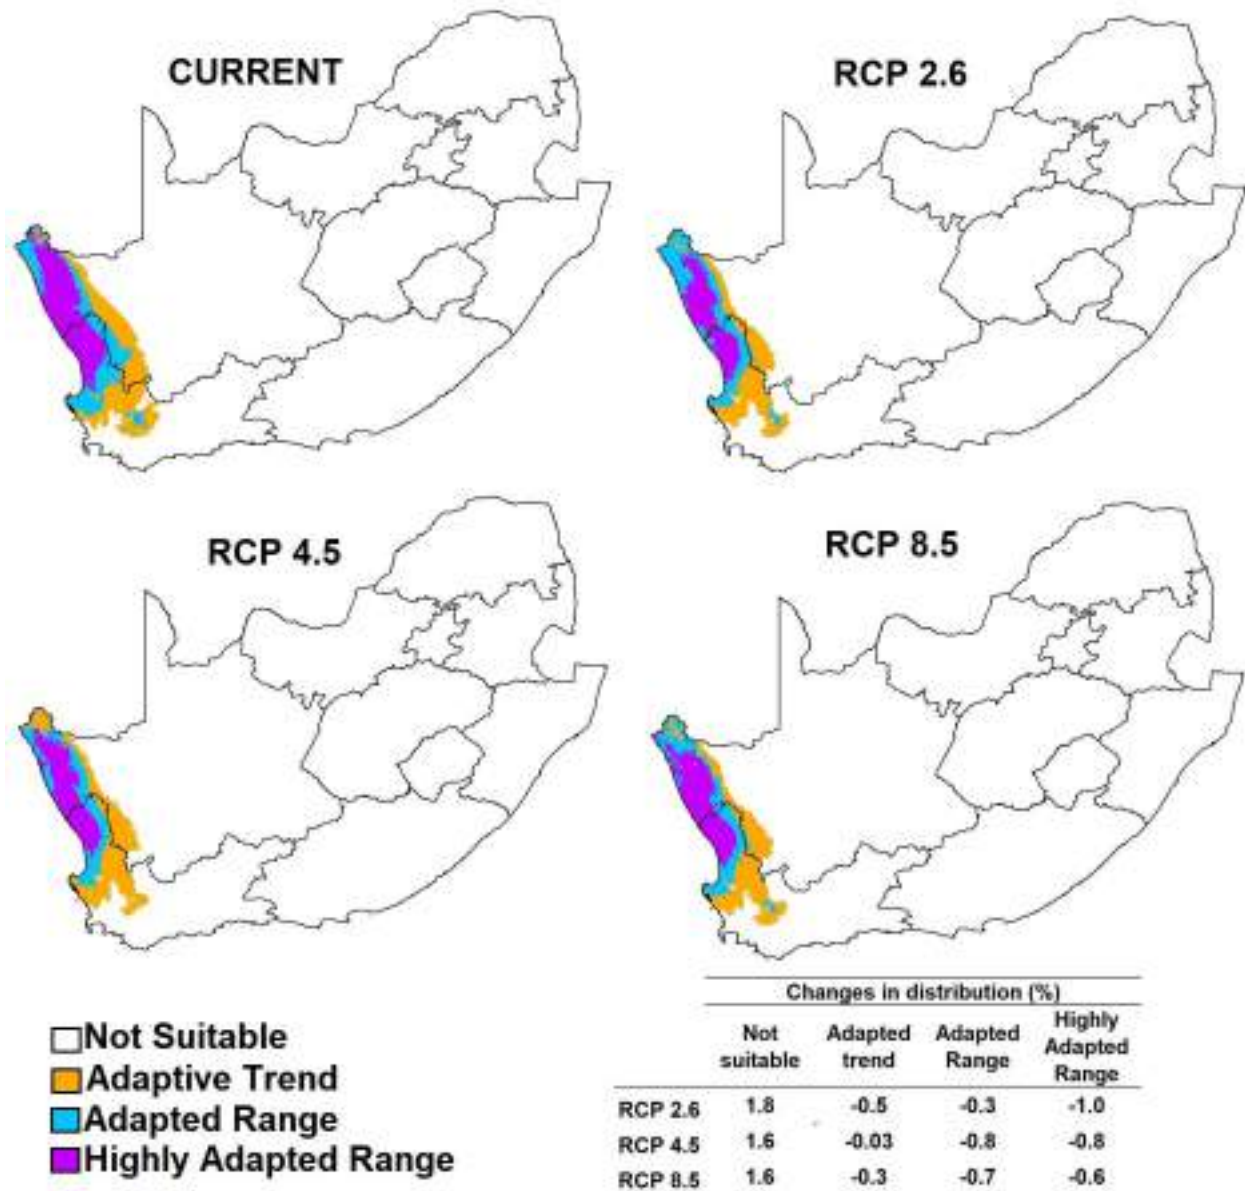 CURRENT
RCP 2.6
RCP 4.5
RCP 8.5
Not Suitable
Adaptive Trend
Adapted Range
Highly Adapted Range
Changes in distribution (%)
Not suitable Adapted trend Adapted Range Highly Adapted Range
RCP 2.6 1.8 -0.5 -0.3 -1.0
RCP 4.5 1.6 -0.03 -0.8 -0.8
RCP 8.5 1.6 -0.3 -0.7 -0.6